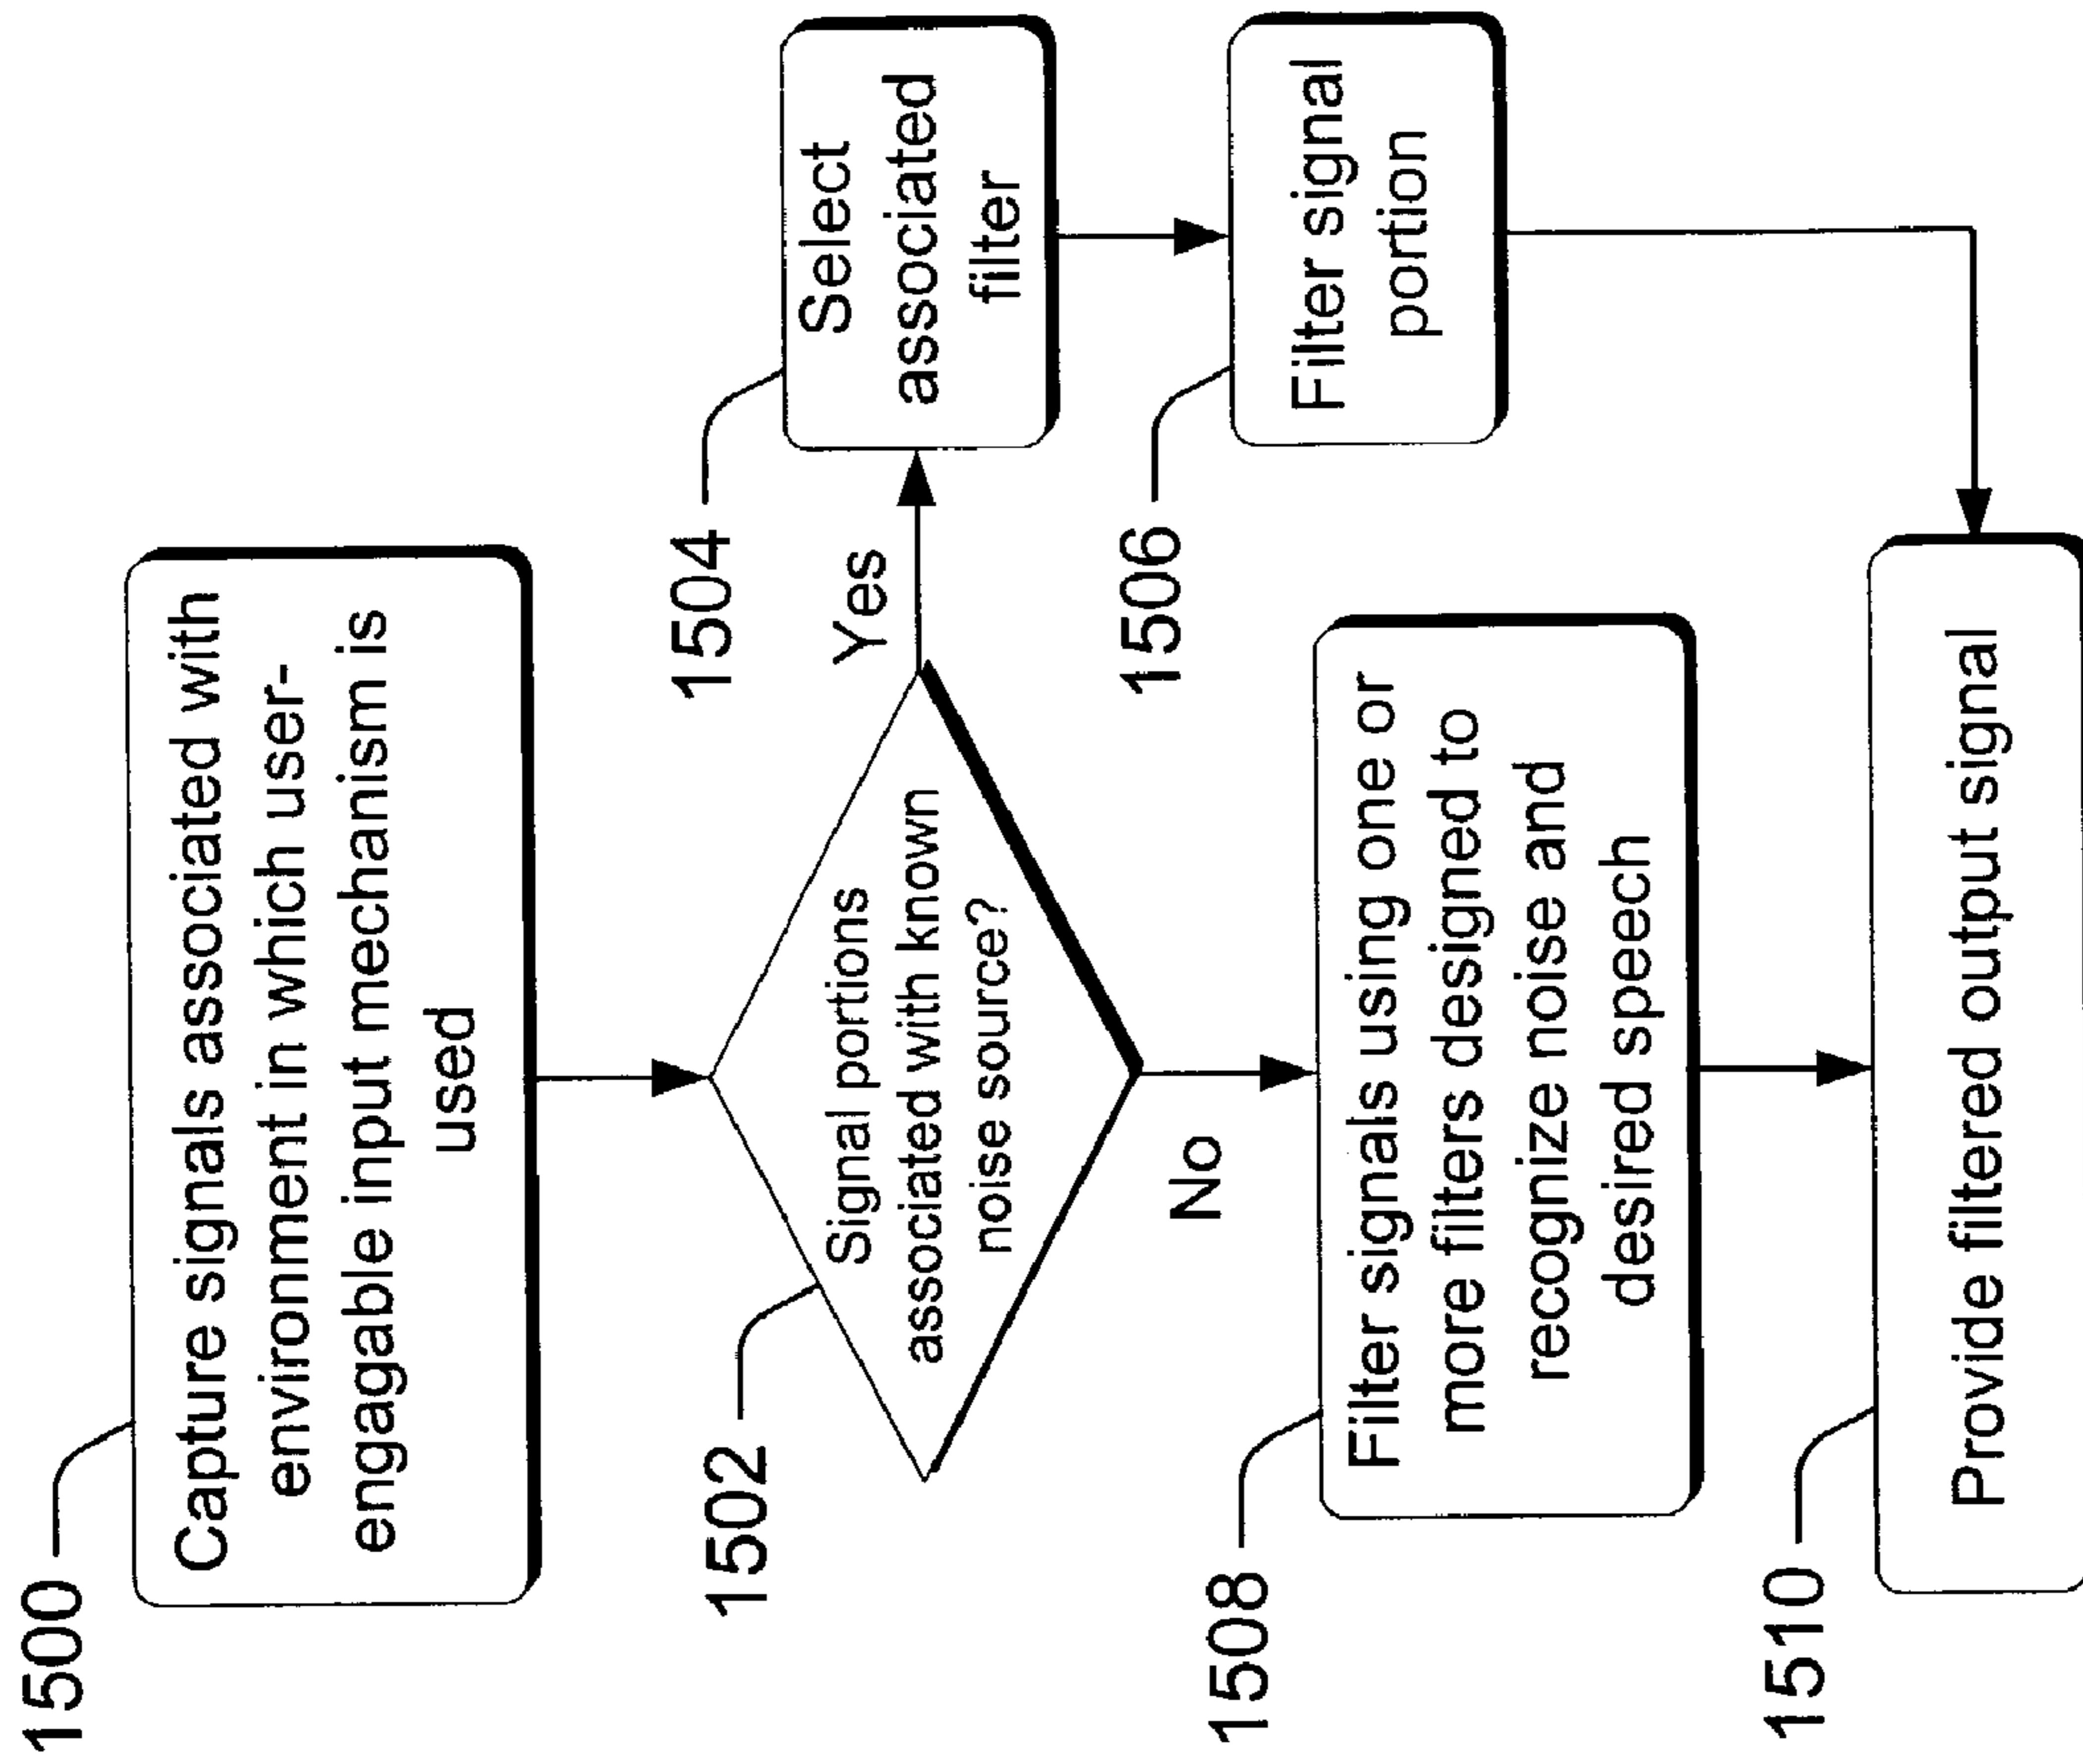 1500
Capture signals associated with
environment in which user-
engagable input mechanism is
used
1502
Signal portions
associated with known
noise source?
Yes
1504
Select
associated
filter
1506
Filter signal
portion
No
1508
Filter signals using one or
more filters designed to
recognize noise and
desired speech
1510
Provide filtered output signal